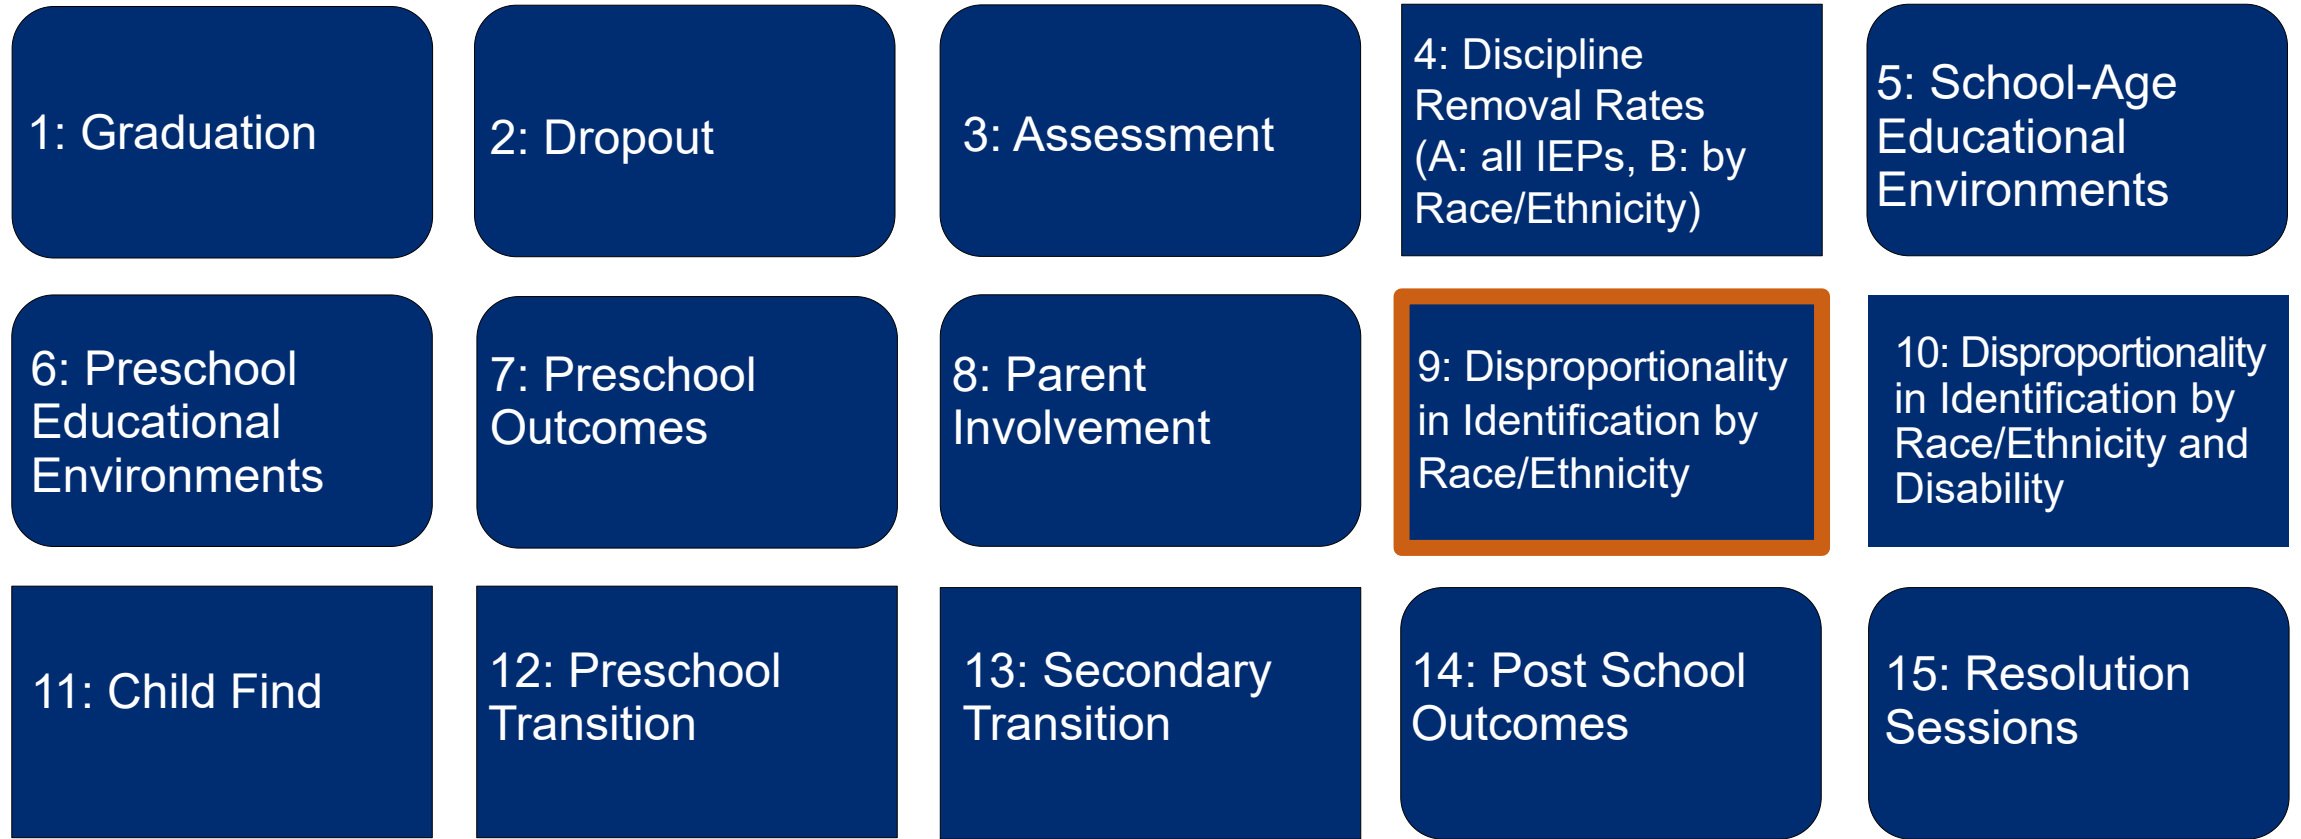 1: Graduation
2: Dropout
3: Assessment
4: Discipline
Removal Rates
(A: all IEPs, B: by
Race/Ethnicity)
5: School-Age
Educational
Environments
6: Preschool
Educational
Environments
7: Preschool
Outcomes
8: Parent
Involvement
9: Disproportionality
in Identification by
Race/Ethnicity
10: Disproportionality
in Identification by
Race/Ethnicity and
Disability
11: Child Find
12: Preschool
Transition
13: Secondary
Transition
14: Post School
Outcomes
15: Resolution
Sessions